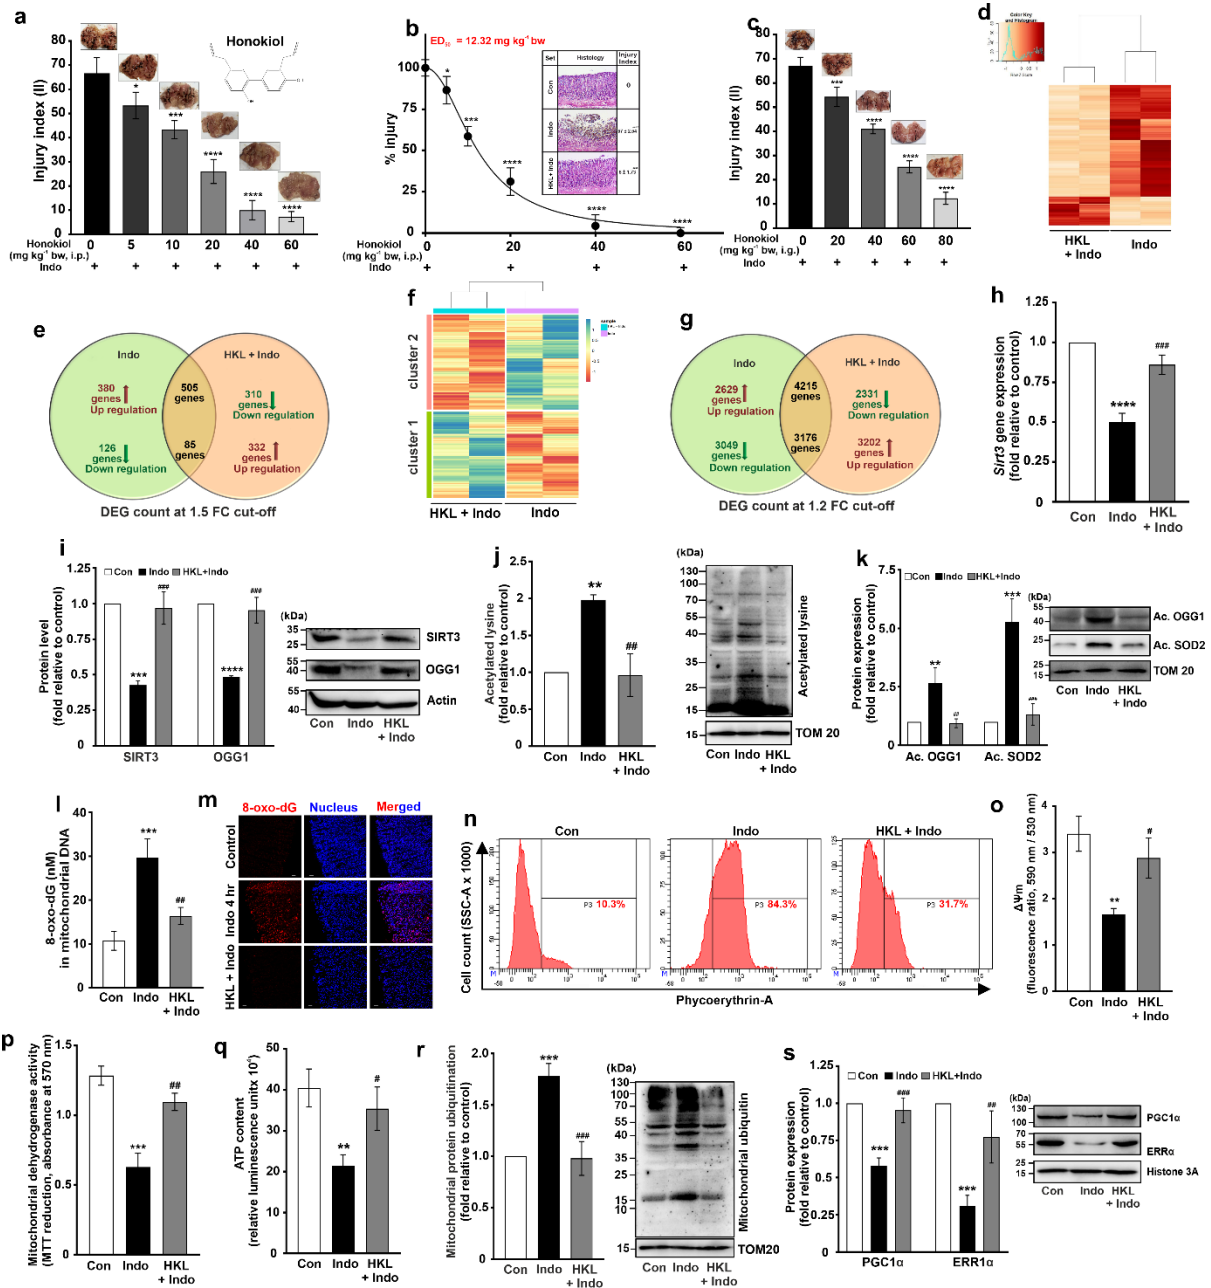 a
Honokiol
Injury index (II)
80
70
60
50
40
30
20
10
0
*
***
****
****
****
Honokiol
(mg kg⁻¹ bw, i.p.)
0 5 10 20 40 60
Indo + + + + + +
b
ED₅₀ = 12.32 mg kg⁻¹ bw
% injury
100
75
50
25
0
*
***
****
****
****
Set Histology Injury Index
Con 0
Indo
HKL + Indo
Honokiol
(mg kg⁻¹ bw, i.p.)
0 20 40 60
Indo + + + +
c
Injury index (II)
80
70
60
50
40
30
20
10
0
***
****
****
****
Honokiol
(mg kg⁻¹ bw, i.g.)
0 20 40 60 80
Indo + + + + +
d
Color Key
and Histogram
HKL
+ Indo
Indo
e
Indo
HKL + Indo
380
genes
Up regulation
505
genes
310
genes
Down regulation
126
genes
Down regulation
85
genes
332
genes
Up regulation
DEG count at 1.5 FC cut-off
f
cluster 2
cluster 1
HKL + Indo
Indo
g
Indo
HKL + Indo
2629
genes
Up regulation
4215
genes
2331
genes
Down regulation
3049
genes
Down regulation
3176
genes
3202
genes
Up regulation
DEG count at 1.2 FC cut-off
h
Sirt3 gene expression
(fold relative to control)
1.25
1.00
0.75
0.5
0.25
0
****
###
Con Indo HKL
+ Indo
i
Con Indo HKL+Indo
Protein level
(fold relative to control)
1.25
1.00
0.75
0.50
0.25
0
***
###
****
###
SIRT3 OGG1
(kDa)
35
25
SIRT3
55
40
OGG1
55
40
Actin
Con Indo HKL
+ Indo
j
Acetylated lysine
(fold relative to control)
2.5
2
1.5
1
0.5
0
**
##
Con Indo HKL
+ Indo
(kDa)
130
100
70
55
35
25
15
Acetylated lysine
15
TOM 20
Con Indo HKL
+ Indo
k
Con Indo HKL+Indo
Protein expression
(fold relative to control)
7.5
5.0
2.5
0
**
##
***
###
Ac. OGG1 Ac. SOD2
(kDa)
55
40
Ac. OGG1
25
Ac. SOD2
25
15
TOM 20
Con Indo HKL
+ Indo
l
8-oxo-dG (nM)
in mitochondrial DNA
40
30
20
10
0
***
##
Con Indo HKL
+ Indo
m
8-oxo-dG Nucleus Merged
Control
Indo 4 hr
HKL + Indo
n
Con
Indo
HKL + Indo
Cell count (SSC-A x 1000)
P3 10.3%
P3 84.3%
P3 31.7%
Phycoerythrin-A
o
ΔΨm
(fluorescence ratio, 590 nm / 530 nm)
4
3
2
1
0
**
#
Con Indo HKL
+ Indo
p
Mitochondrial dehydrogenase activity
(MTT reduction, absorbance at 570 nm)
1.5
1.0
0.5
0
***
##
Con Indo HKL
+ Indo
q
ATP content
(relative luminescence unitx 10⁴)
50
40
30
20
10
0
**
#
Con Indo HKL
+ Indo
r
Mitochondrial protein ubiquitination
(fold relative to control)
2.0
1.5
1.0
0.5
0
***
###
Con Indo HKL
+ Indo
(kDa)
130
100
70
55
40
35
25
15
10
Mitochondrial ubiquitin
15
TOM20
Con Indo HKL
+ Indo
s
Con Indo HKL+Indo
Protein expression
(fold relative to control)
1.25
1.00
0.75
0.5
0.25
0
***
###
***
##
PGC1α ERR1α
(kDa)
130
100
PGC1α
70
55
ERRα
25
15
Histone 3A
Con Indo HKL
+ Indo